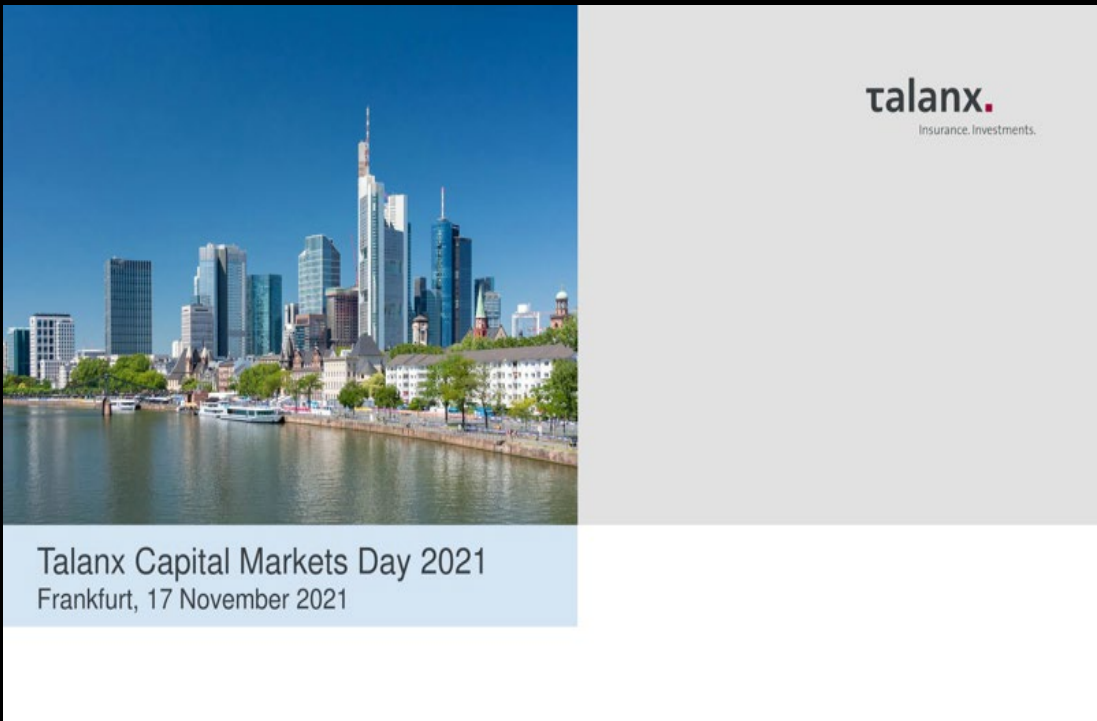 talanx.
Insurance. Investments.
Talanx Capital Markets Day 2021
Frankfurt, 17 November 2021